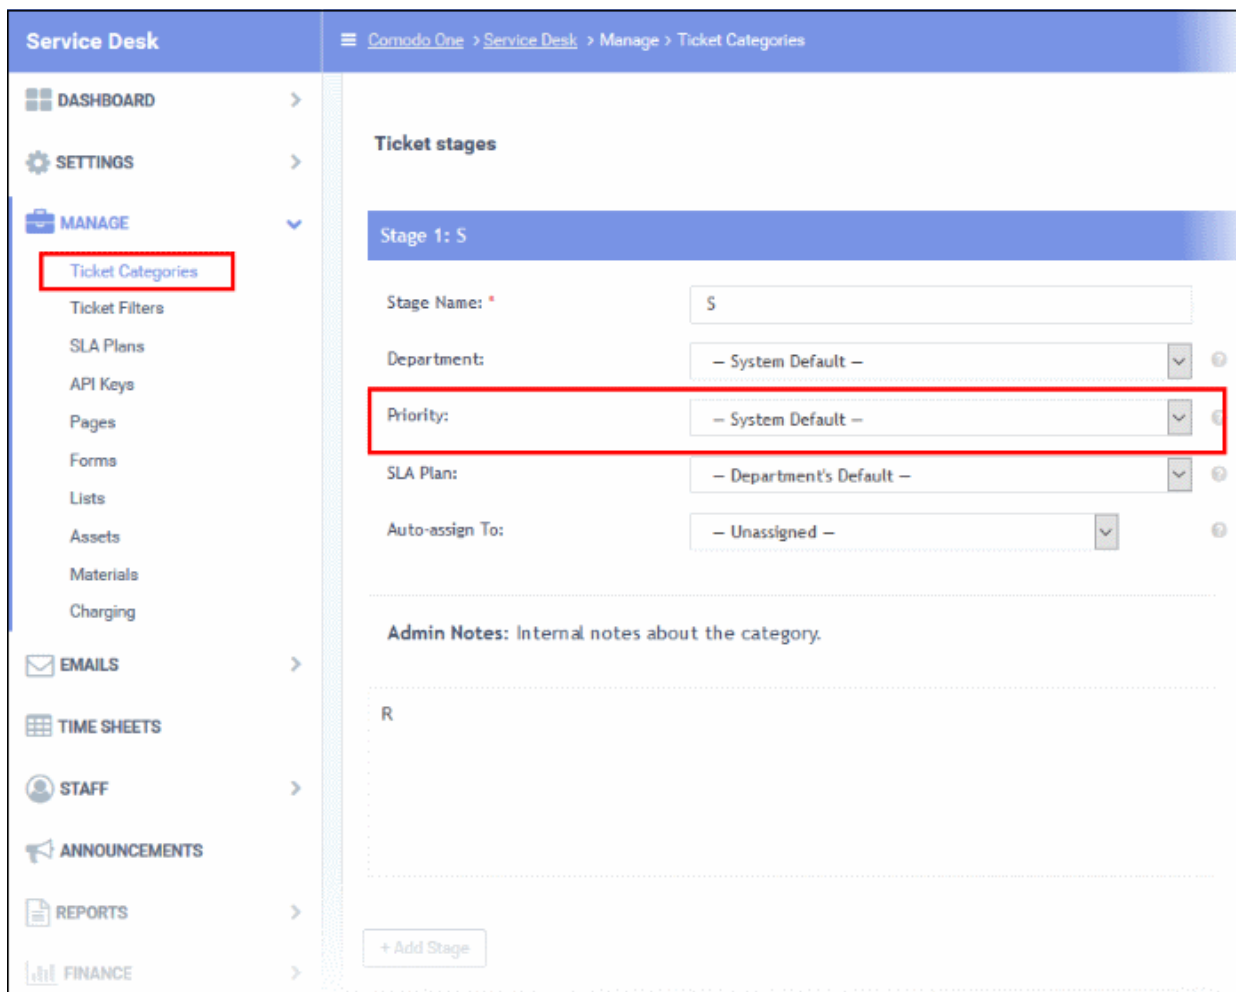 Service Desk
Comodo One > Service Desk > Manage > Ticket Categories
DASHBOARD
SETTINGS
MANAGE
Ticket Categories
Ticket Filters
SLA Plans
API Keys
Pages
Forms
Lists
Assets
Materials
Charging
EMAILS
TIME SHEETS
STAFF
ANNOUNCEMENTS
REPORTS
FINANCE
Ticket stages
Stage 1: S
Stage Name: * S
Department: — System Default —
Priority: — System Default —
SLA Plan: — Department's Default —
Auto-assign To: — Unassigned —
Admin Notes: Internal notes about the category.
R
+ Add Stage